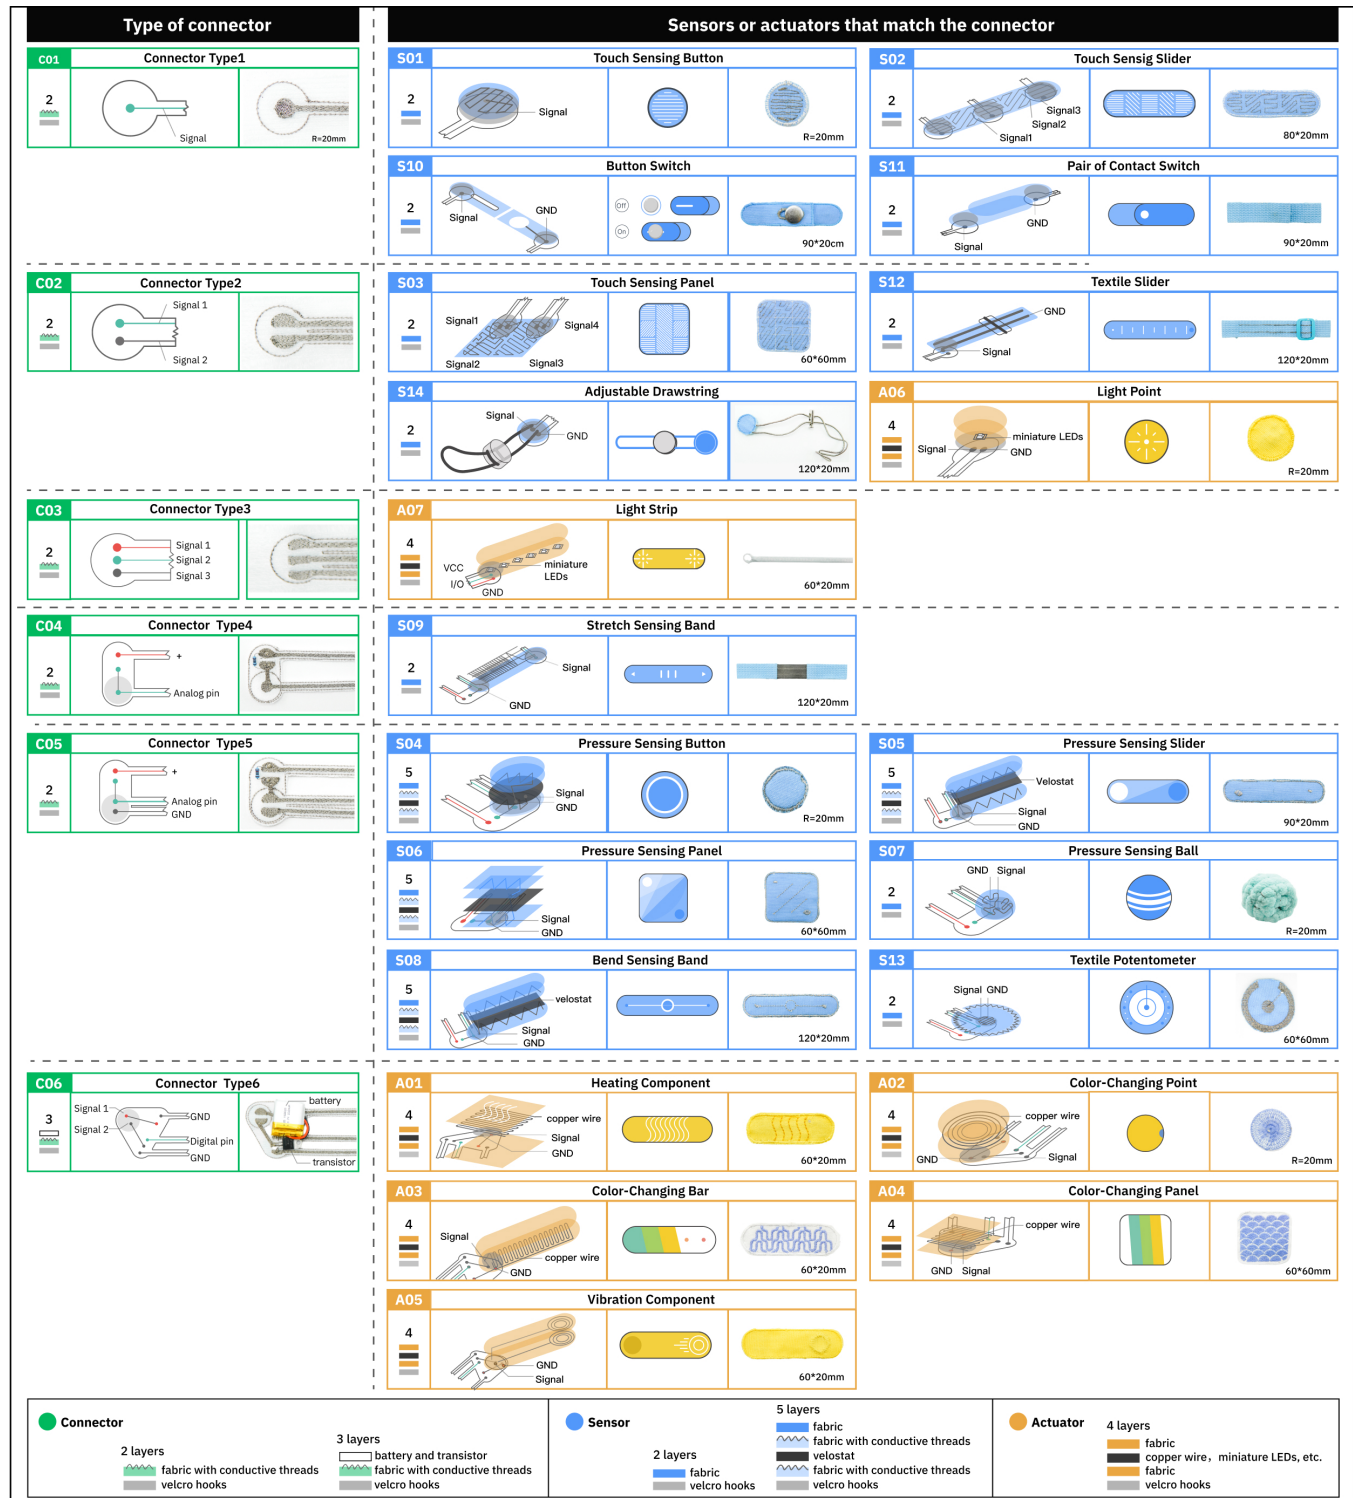 Type of connector
Sensors or actuators that match the connector
C01
Connector Type1
2
Signal
R=20mm
S01
Touch Sensing Button
2
Signal
R=20mm
S02
Touch Sensig Slider
2
Signal3
Signal2
Signal1
80*20mm
S10
Button Switch
2
Signal
GND
Off
On
90*20cm
S11
Pair of Contact Switch
2
GND
Signal
90*20mm
C02
Connector Type2
2
Signal 1
Signal 2
S03
Touch Sensing Panel
2
Signal1
Signal4
Signal2
Signal3
60*60mm
S12
Textile Slider
2
GND
Signal
120*20mm
S14
Adjustable Drawstring
2
Signal
GND
120*20mm
A06
Light Point
4
miniature LEDs
Signal
GND
R=20mm
C03
Connector Type3
2
Signal 1
Signal 2
Signal 3
A07
Light Strip
4
VCC
I/O
GND
miniature
LEDs
60*20mm
C04
Connector Type4
2
+
Analog pin
S09
Stretch Sensing Band
2
Signal
GND
120*20mm
C05
Connector Type5
2
+
Analog pin
GND
S04
Pressure Sensing Button
5
Signal
GND
R=20mm
S05
Pressure Sensing Slider
5
Velostat
Signal
GND
90*20mm
S06
Pressure Sensing Panel
5
Signal
GND
60*60mm
S07
Pressure Sensing Ball
2
GND Signal
R=20mm
S08
Bend Sensing Band
5
velostat
Signal
GND
120*20mm
S13
Textile Potentometer
2
Signal GND
60*60mm
C06
Connector Type6
3
Signal 1
Signal 2
GND
Digital pin
GND
battery
transistor
A01
Heating Component
4
copper wire
Signal
GND
60*20mm
A02
Color-Changing Point
4
copper wire
GND
Signal
R=20mm
A03
Color-Changing Bar
4
Signal
copper wire
GND
60*20mm
A04
Color-Changing Panel
4
copper wire
GND Signal
60*60mm
A05
Vibration Component
4
GND
Signal
60*20mm
Connector
2 layers
fabric with conductive threads
velcro hooks
3 layers
battery and transistor
fabric with conductive threads
velcro hooks
Sensor
2 layers
fabric
velcro hooks
5 layers
fabric
fabric with conductive threads
velostat
fabric with conductive threads
velcro hooks
Actuator
4 layers
fabric
copper wire, miniature LEDs, etc.
fabric
velcro hooks